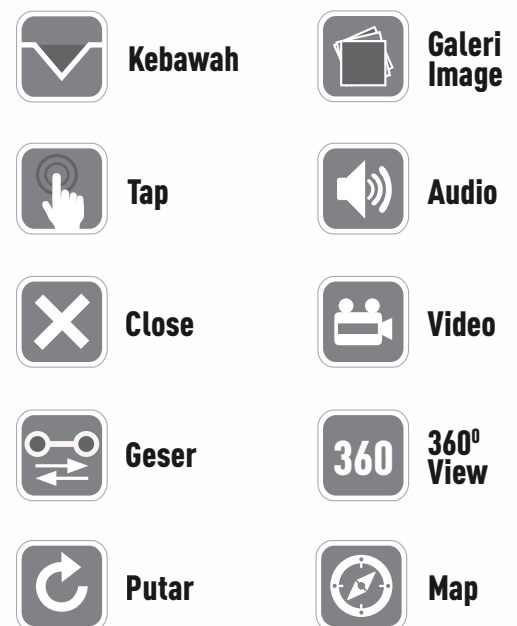 Kebawah
Galeri
Image
Tap
Audio
Close
Video
Geser
360
360⁰
View
Putar
Map